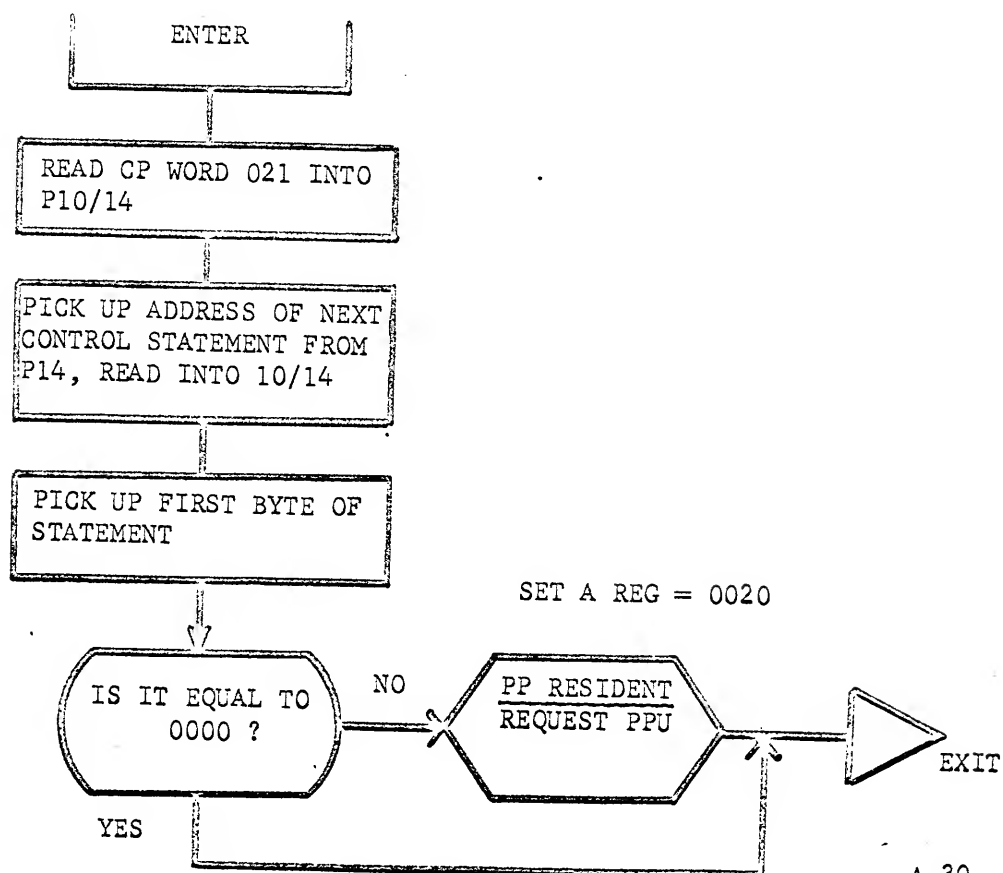 ENTER
READ CP WORD 021 INTO
P10/14
PICK UP ADDRESS OF NEXT
CONTROL STATEMENT FROM
P14, READ INTO 10/14
PICK UP FIRST BYTE OF
STATEMENT
SET A REG = 0020
IS IT EQUAL TO
0000 ?
NO
PP RESIDENT
REQUEST PPU
EXIT
YES